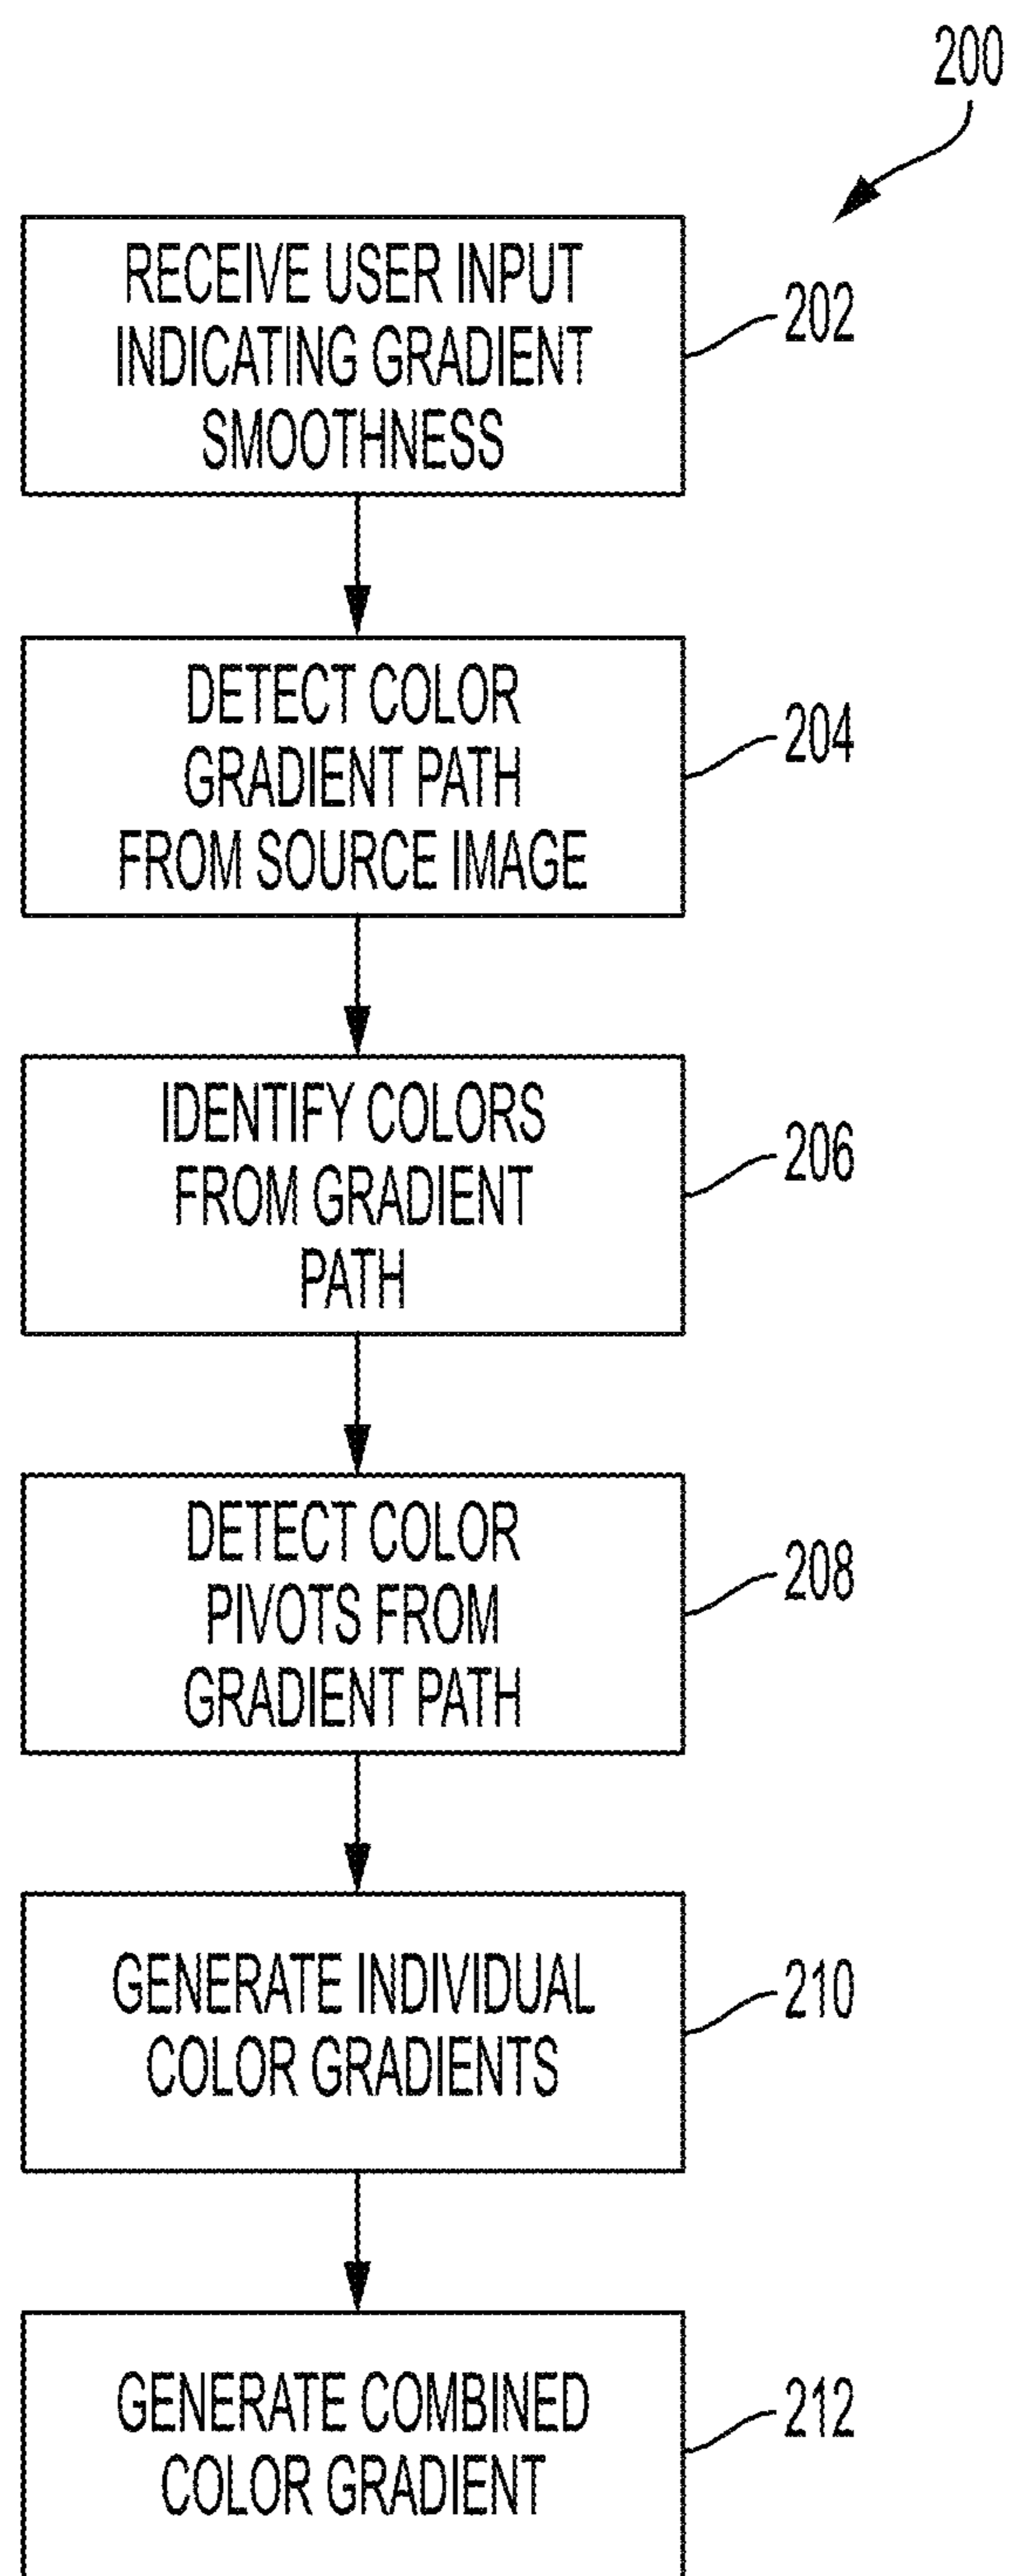 200
RECEIVE USER INPUT
INDICATING GRADIENT
SMOOTHNESS
202
DETECT COLOR
GRADIENT PATH
FROM SOURCE IMAGE
204
IDENTIFY COLORS
FROM GRADIENT
PATH
206
DETECT COLOR
PIVOTS FROM
GRADIENT PATH
208
GENERATE INDIVIDUAL
COLOR GRADIENTS
210
GENERATE COMBINED
COLOR GRADIENT
212